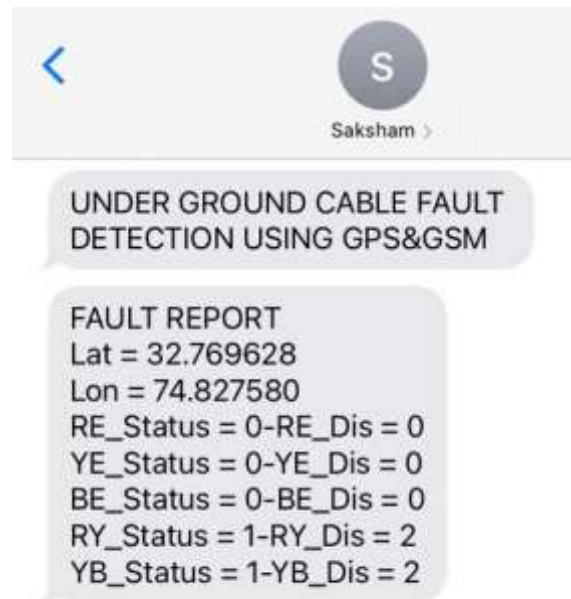 S
Saksham >
UNDER GROUND CABLE FAULT
DETECTION USING GPS&GSM
FAULT REPORT
Lat = 32.769628
Lon = 74.827580
RE_Status = 0-RE_Dis = 0
YE_Status = 0-YE_Dis = 0
BE_Status = 0-BE_Dis = 0
RY_Status = 1-RY_Dis = 2
YB_Status = 1-YB_Dis = 2